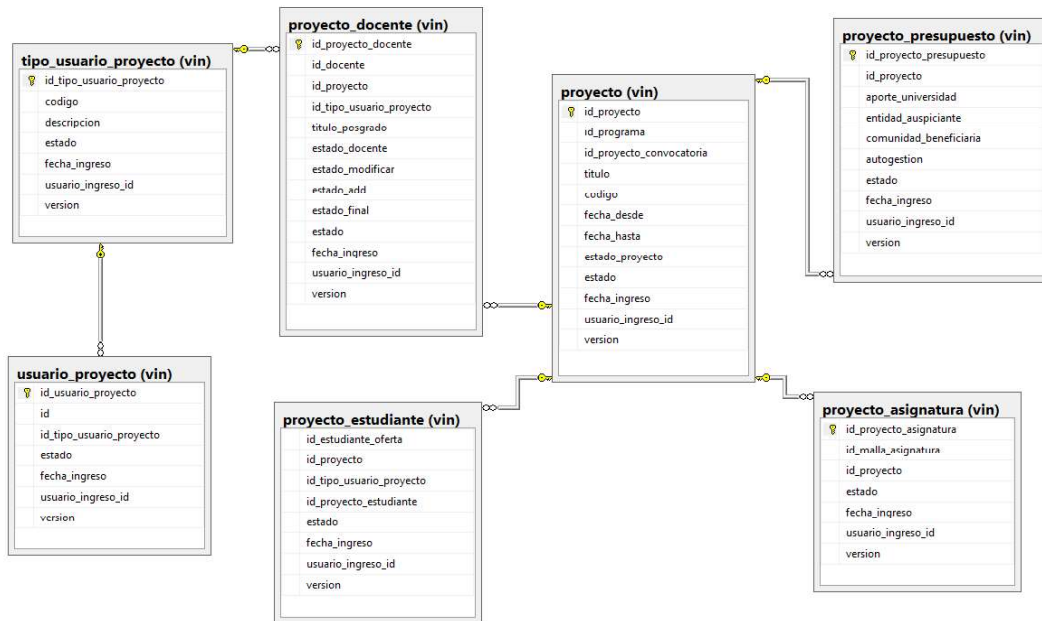 tipo_usuario_proyecto (vin)
id_tipo_usuario_proyecto
codigo
descripcion
estado
fecha_ingreso
usuario_ingreso_id
version
proyecto_docente (vin)
id_proyecto_docente
id_docente
id_proyecto
id_tipo_usuario_proyecto
titulo_posgrado
estado_docente
estado_modificar
estado_add
estado_final
estado
fecha_ingreso
usuario_ingreso_id
version
proyecto (vin)
id_proyecto
id_programa
id_proyecto_convocatoria
titulo
codigo
fecha_desde
fecha_hasta
estado_proyecto
estado
fecha_ingreso
usuario_ingreso_id
version
proyecto_presupuesto (vin)
id_proyecto_presupuesto
id_proyecto
aporte_universidad
entidad_auspiciante
comunidad_beneficiaria
autogestion
estado
fecha_ingreso
usuario_ingreso_id
version
usuario_proyecto (vin)
id_usuario_proyecto
id
id_tipo_usuario_proyecto
estado
fecha_ingreso
usuario_ingreso_id
version
proyecto_estudiante (vin)
id_estudiante_oferta
id_proyecto
id_tipo_usuario_proyecto
id_proyecto_estudiante
estado
fecha_ingreso
usuario_ingreso_id
version
proyecto_asignatura (vin)
id_proyecto_asignatura
id_malla_asignatura
id_proyecto
estado
fecha_ingreso
usuario_ingreso_id
version